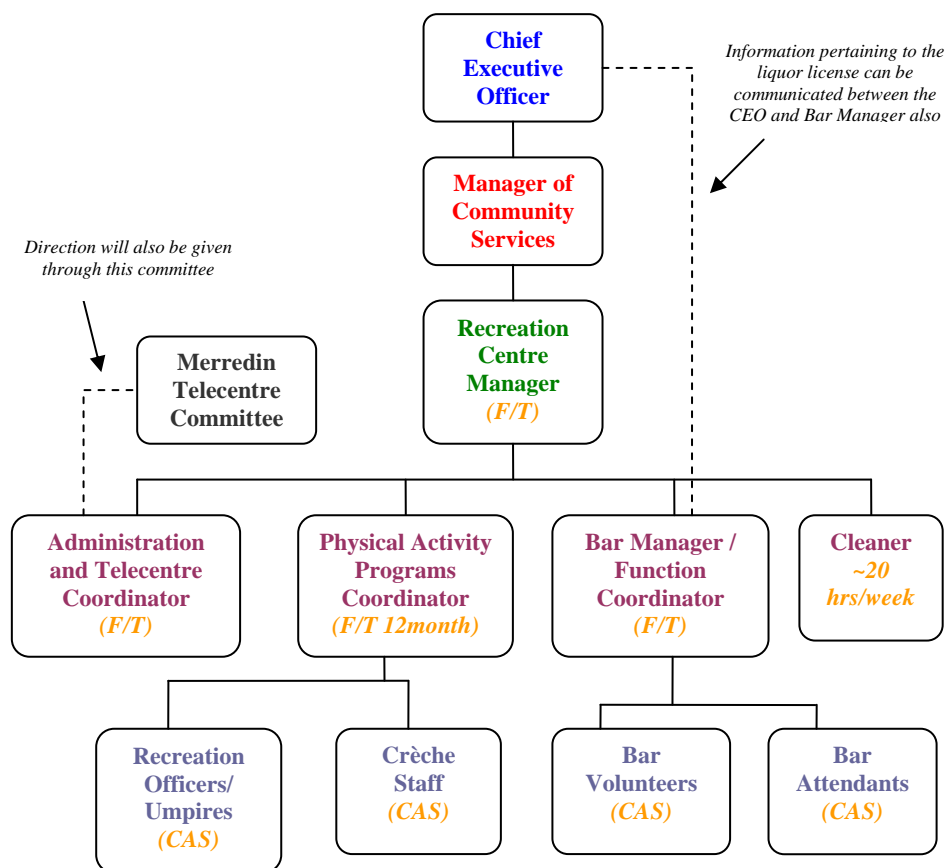 Chief
Executive
Officer
Information pertaining to the
liquor license can be
communicated between the
CEO and Bar Manager also
Manager of
Community
Services
Direction will also be given
through this committee
Recreation
Centre
Manager
(F/T)
Merredin
Telecentre
Committee
Administration
and Telecentre
Coordinator
(F/T)
Physical Activity
Programs
Coordinator
(F/T 12month)
Bar Manager /
Function
Coordinator
(F/T)
Cleaner
~20
hrs/week
Recreation
Officers/
Umpires
(CAS)
Crèche
Staff
(CAS)
Bar
Volunteers
(CAS)
Bar
Attendants
(CAS)